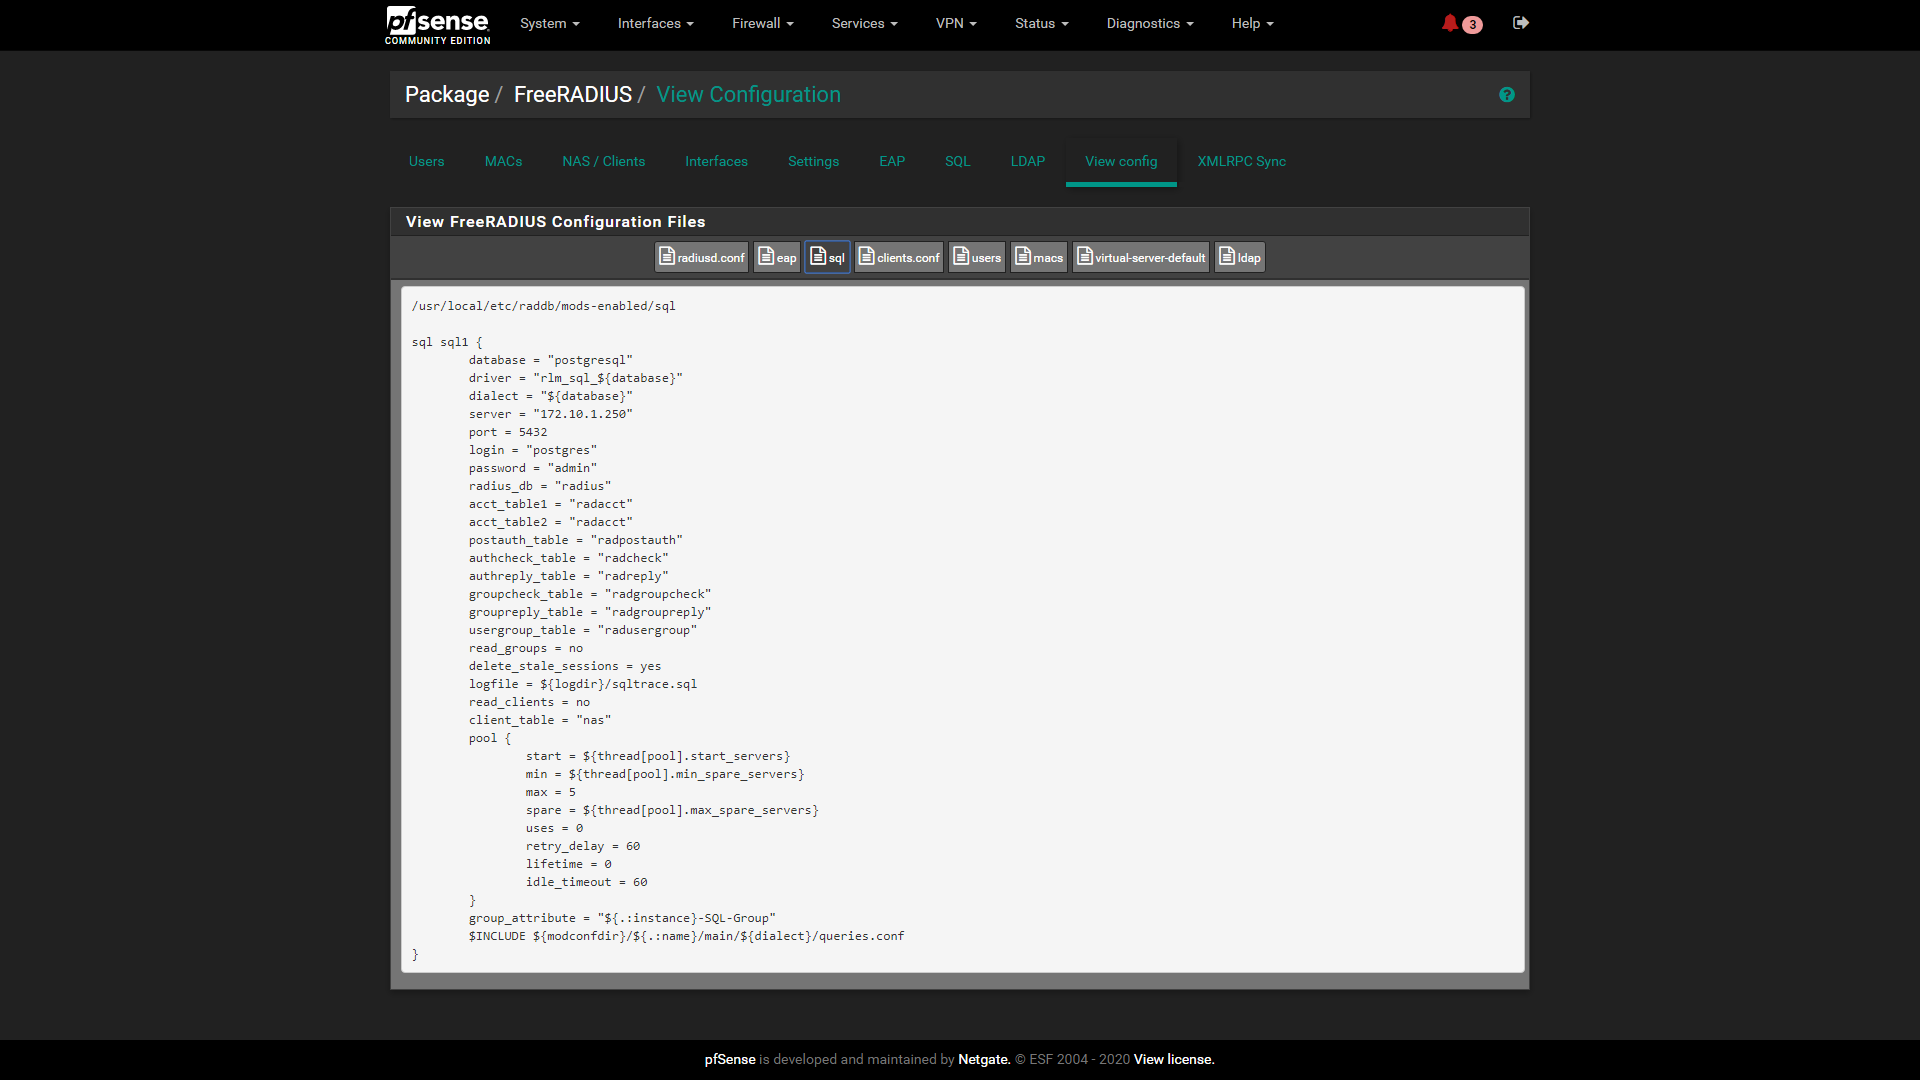 pfsense
COMMUNITY EDITION
System
Interfaces
Firewall
Services
VPN
Status
Diagnostics
Help
3
Package / FreeRADIUS / View Configuration
?
Users
MACs
NAS / Clients
Interfaces
Settings
EAP
SQL
LDAP
View config
XMLRPC Sync
View FreeRADIUS Configuration Files
radiusd.conf
eap
sql
clients.conf
users
macs
virtual-server-default
ldap
/usr/local/etc/raddb/mods-enabled/sql
sql sql1 {
database = "postgresql"
driver = "rlm_sql_${database}"
dialect = "${database}"
server = "172.10.1.250"
port = 5432
login = "postgres"
password = "admin"
radius_db = "radius"
acct_table1 = "radacct"
acct_table2 = "radacct"
postauth_table = "radpostauth"
authcheck_table = "radcheck"
authreply_table = "radreply"
groupcheck_table = "radgroupcheck"
groupreply_table = "radgroupreply"
usergroup_table = "radusergroup"
read_groups = no
delete_stale_sessions = yes
logfile = ${logdir}/sqltrace.sql
read_clients = no
client_table = "nas"
pool {
start = ${thread[pool].start_servers}
min = ${thread[pool].min_spare_servers}
max = 5
spare = ${thread[pool].max_spare_servers}
uses = 0
retry_delay = 60
lifetime = 0
idle_timeout = 60
}
group_attribute = "${.:instance}-SQL-Group"
$INCLUDE ${modconfdir}/${.:name}/main/${dialect}/queries.conf
}
pfSense is developed and maintained by Netgate. © ESF 2004 - 2020 View license.